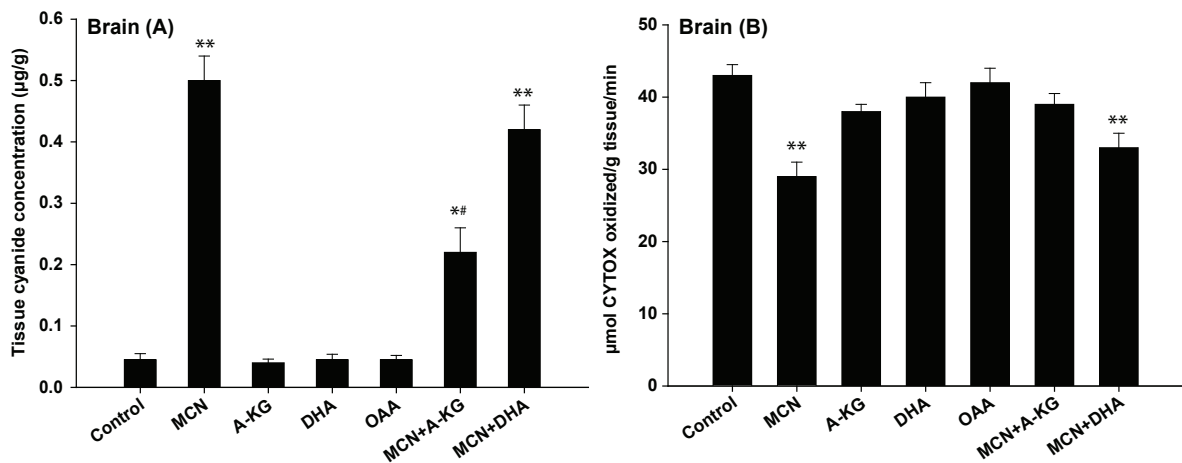 Brain (A)
Tissue cyanide concentration (µg/g)
0.6
0.5
0.4
0.3
0.2
0.1
0.0
**
*#
**
Control
MCN
A-KG
DHA
OAA
MCN+A-KG
MCN+DHA
Brain (B)
µmol CYTOX oxidized/g tissue/min
50
40
30
20
10
0
**
**
Control
MCN
A-KG
DHA
OAA
MCN+A-KG
MCN+DHA